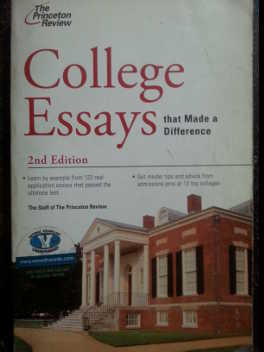 The
Princeton
Review
College
Essays
that Made a
Difference
2nd Edition
• Learn by example from 123 real
application essays that passed the
ultimate test
• Get insider tips and advice from
admissions pros at 13 top colleges
The Staff of The Princeton Review